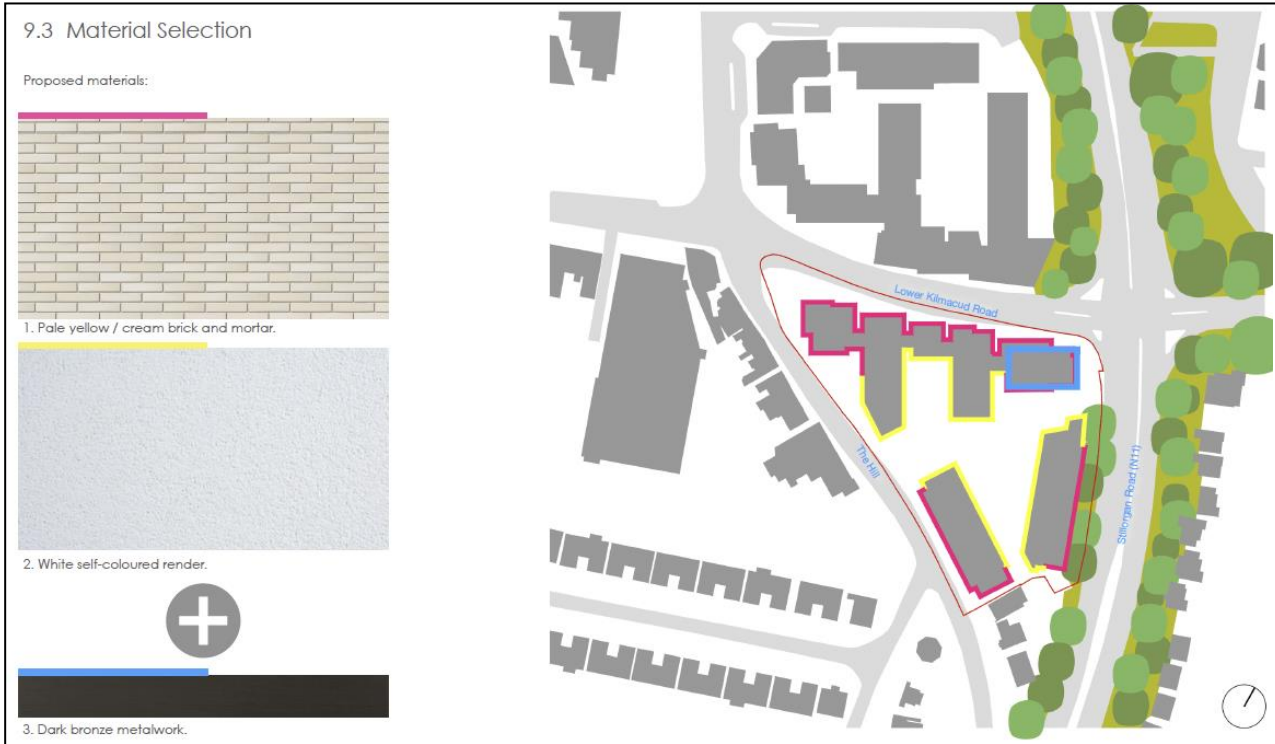 9.3 Material Selection
Proposed materials:
1. Pale yellow / cream brick and mortar.
2. White self-coloured render.
3. Dark bronze metalwork.
Lower Kilmacud Road
The Hill
Stillorgan Road (N11)